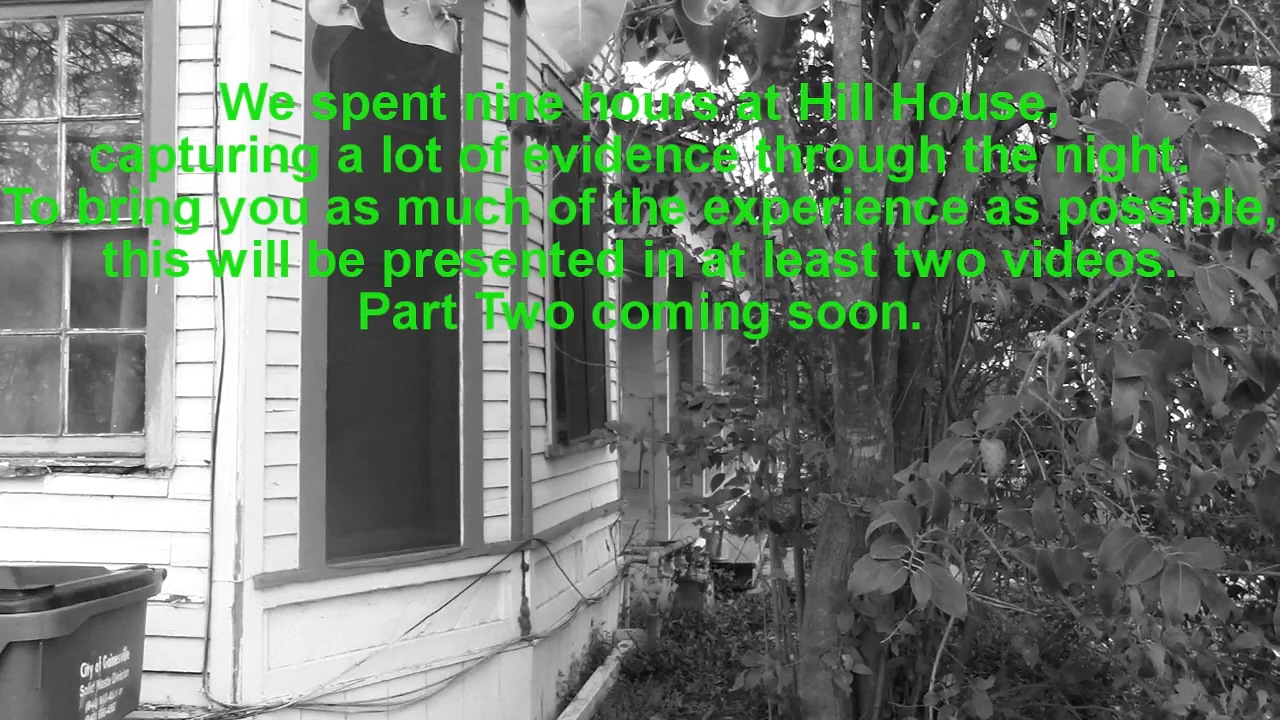 We spent nine hours at Hill House,
capturing a lot of evidence through the night.
To bring you as much of the experience as possible,
this will be presented in at least two videos.
Part Two coming soon.
City of Gainesville
Solid Waste Division